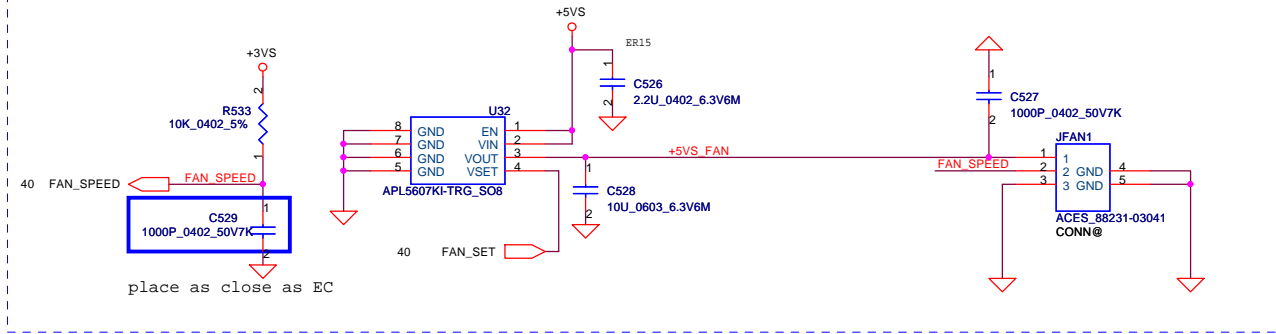 +5VS
ER15
+3VS
1
C526
2
2.2U_0402_6.3V6M
2
R533
10K_0402_5%
1
U32
8 GND EN 1
7 GND VIN 2
6 GND VOUT 3
5 GND VSET 4
APL5607KI-TRG_SO8
1
C527
1000P_0402_50V7K
2
JFAN1
+5VS_FAN
1 1
FAN_SPEED 2 2 GND 4
3 3 GND 5
ACES_88231-03041
CONN@
1
C528
10U_0603_6.3V6M
2
40 FAN_SPEED FAN_SPEED
1
C529
1000P_0402_50V7K
2
40 FAN_SET
place as close as EC